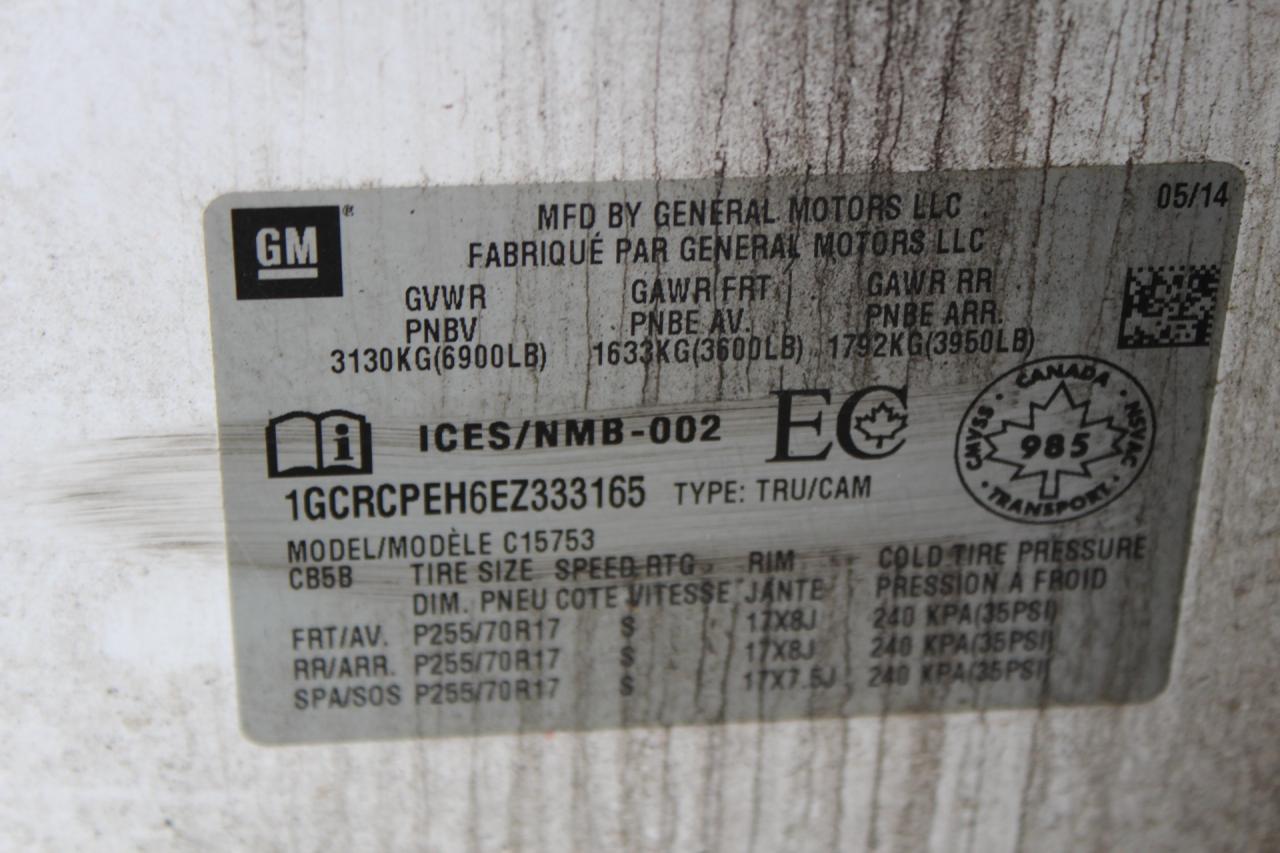 GM®
05/14
MFD BY GENERAL MOTORS LLC
FABRIQUÉ PAR GENERAL MOTORS LLC
GVWR GAWR FRT GAWR RR
PNBV PNBE AV. PNBE ARR.
3130KG(6900LB) 1633KG(3600LB) 1792KG(3950LB)
i ICES/NMB-002 EC
CANADA
CMVSS 985 NSVAC
TRANSPORT
1GCRCPEH6EZ333165 TYPE: TRU/CAM
MODEL/MODÈLE C15753
CB5B TIRE SIZE SPEED RTG RIM COLD TIRE PRESSURE
DIM. PNEU COTE VITESSE JANTE PRESSION À FROID
FRT/AV. P255/70R17 S 17X8J 240 KPA(35PSI)
RR/ARR. P255/70R17 S 17X8J 240 KPA(35PSI)
SPA/SOS P255/70R17 S 17X7.5J 240 KPA(35PSI)